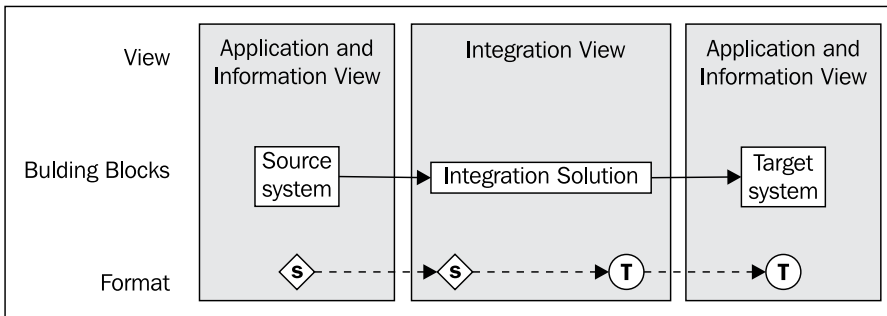 View
Application and
Information View
Integration View
Application and
Information View
Bulding Blocks
Source
system
Integration Solution
Target
system
Format
s
s
T
T